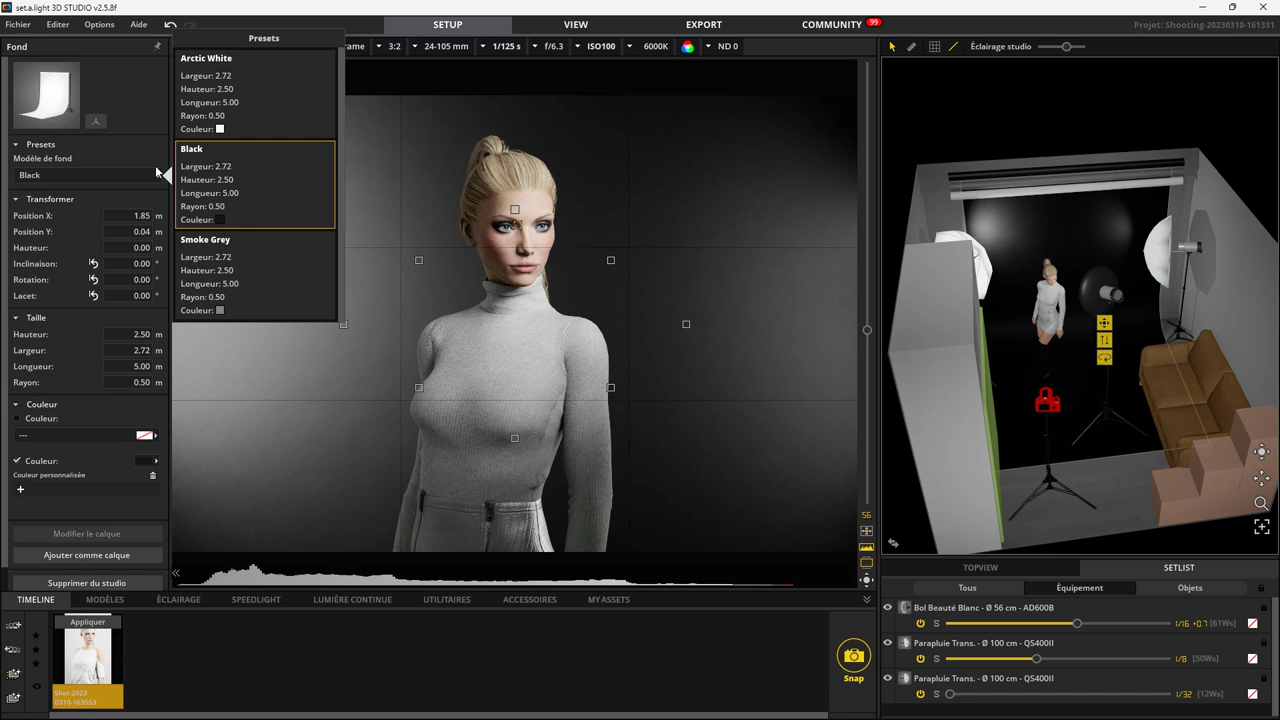 set.a.light 3D STUDIO v2.5.8f
Fichier
Editer
Options
Aide
SETUP
VIEW
EXPORT
COMMUNITY
99
Projet: Shooting-20230310-161331
Fond
Presets
Modèle de fond
Black
Transformer
Position X: 1.85 m
Position Y: 0.04 m
Hauteur: 0.00 m
Inclinaison: 0.00 °
Rotation: 0.00 °
Lacet: 0.00 °
Taille
Hauteur: 2.50 m
Largeur: 2.72 m
Longueur: 5.00 m
Rayon: 0.50 m
Couleur
Couleur:
---
Couleur:
Couleur personnalisée
+
Modifier le calque
Ajouter comme calque
Supprimer du studio
Presets
Arctic White
Largeur: 2.72
Hauteur: 2.50
Longueur: 5.00
Rayon: 0.50
Couleur:
Black
Largeur: 2.72
Hauteur: 2.50
Longueur: 5.00
Rayon: 0.50
Couleur:
Smoke Grey
Largeur: 2.72
Hauteur: 2.50
Longueur: 5.00
Rayon: 0.50
Couleur:
rame
3:2
24-105 mm
1/125 s
f/6.3
ISO100
6000K
ND 0
56
Éclairage studio
TOPVIEW
SETLIST
Tous
Équipement
Objets
Bol Beauté Blanc - Ø 56 cm - AD600B
S
1/16 +0.7 [61Ws]
Parapluie Trans. - Ø 100 cm - QS400II
S
1/8 [50Ws]
Parapluie Trans. - Ø 100 cm - QS400II
S
1/32 [12Ws]
TIMELINE
MODÈLES
ÉCLAIRAGE
SPEEDLIGHT
LUMIÈRE CONTINUE
UTILITAIRES
ACCESSOIRES
MY ASSETS
Appliquer
Shot-2023
0310-163553
Snap